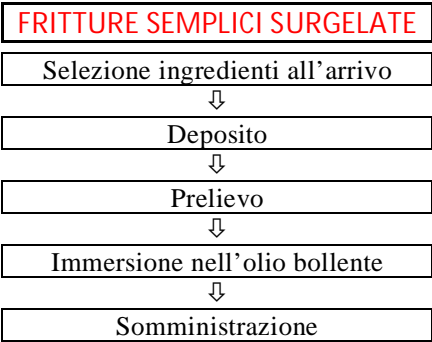 FRITTURE SEMPLICI SURGELATE
Selezione ingredienti all'arrivo
⇩
Deposito
⇩
Prelievo
⇩
Immersione nell'olio bollente
⇩
Somministrazione